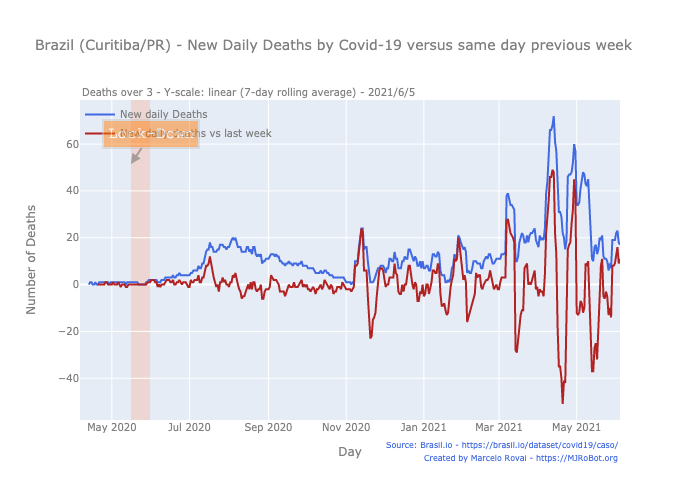 Brazil (Curitiba/PR) - New Daily Deaths by Covid-19 versus same day previous week
Deaths over 3 - Y-scale: linear (7-day rolling average) - 2021/6/5
New daily Deaths
New daily Deaths vs last week
Lock Down
Number of Deaths
60
40
20
0
−20
−40
May 2020
Jul 2020
Sep 2020
Nov 2020
Jan 2021
Mar 2021
May 2021
Day
Source: Brasil.io - https://brasil.io/dataset/covid19/caso/
Created by Marcelo Rovai - https://MJRoBot.org